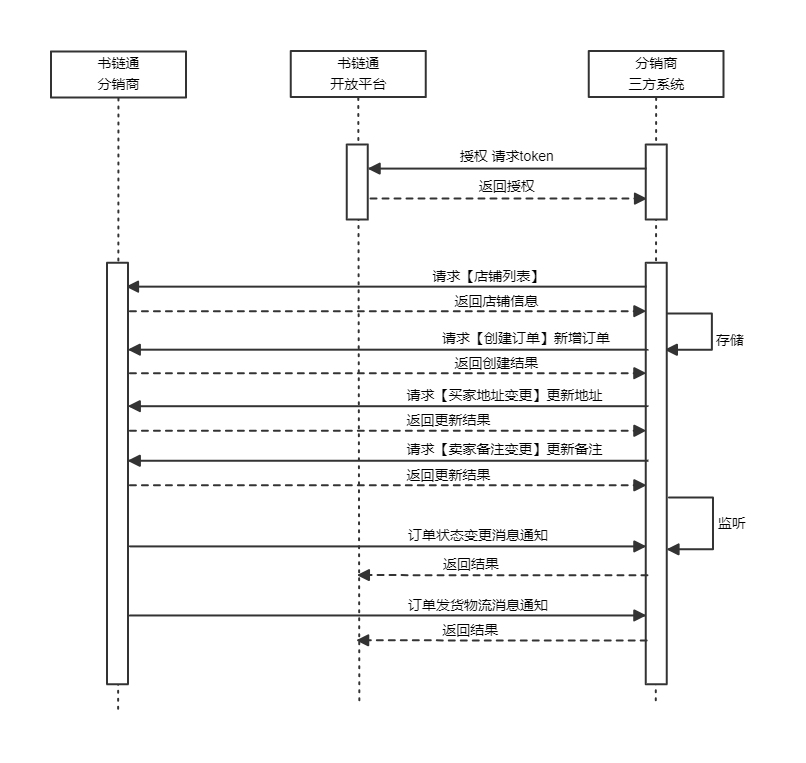 书链通
分销商
书链通
开放平台
分销商
三方系统
授权 请求token
返回授权
请求【店铺列表】
返回店铺信息
请求【创建订单】新增订单
存储
返回创建结果
请求【买家地址变更】更新地址
返回更新结果
请求【卖家备注变更】更新备注
返回更新结果
监听
订单状态变更消息通知
返回结果
订单发货物流消息通知
返回结果